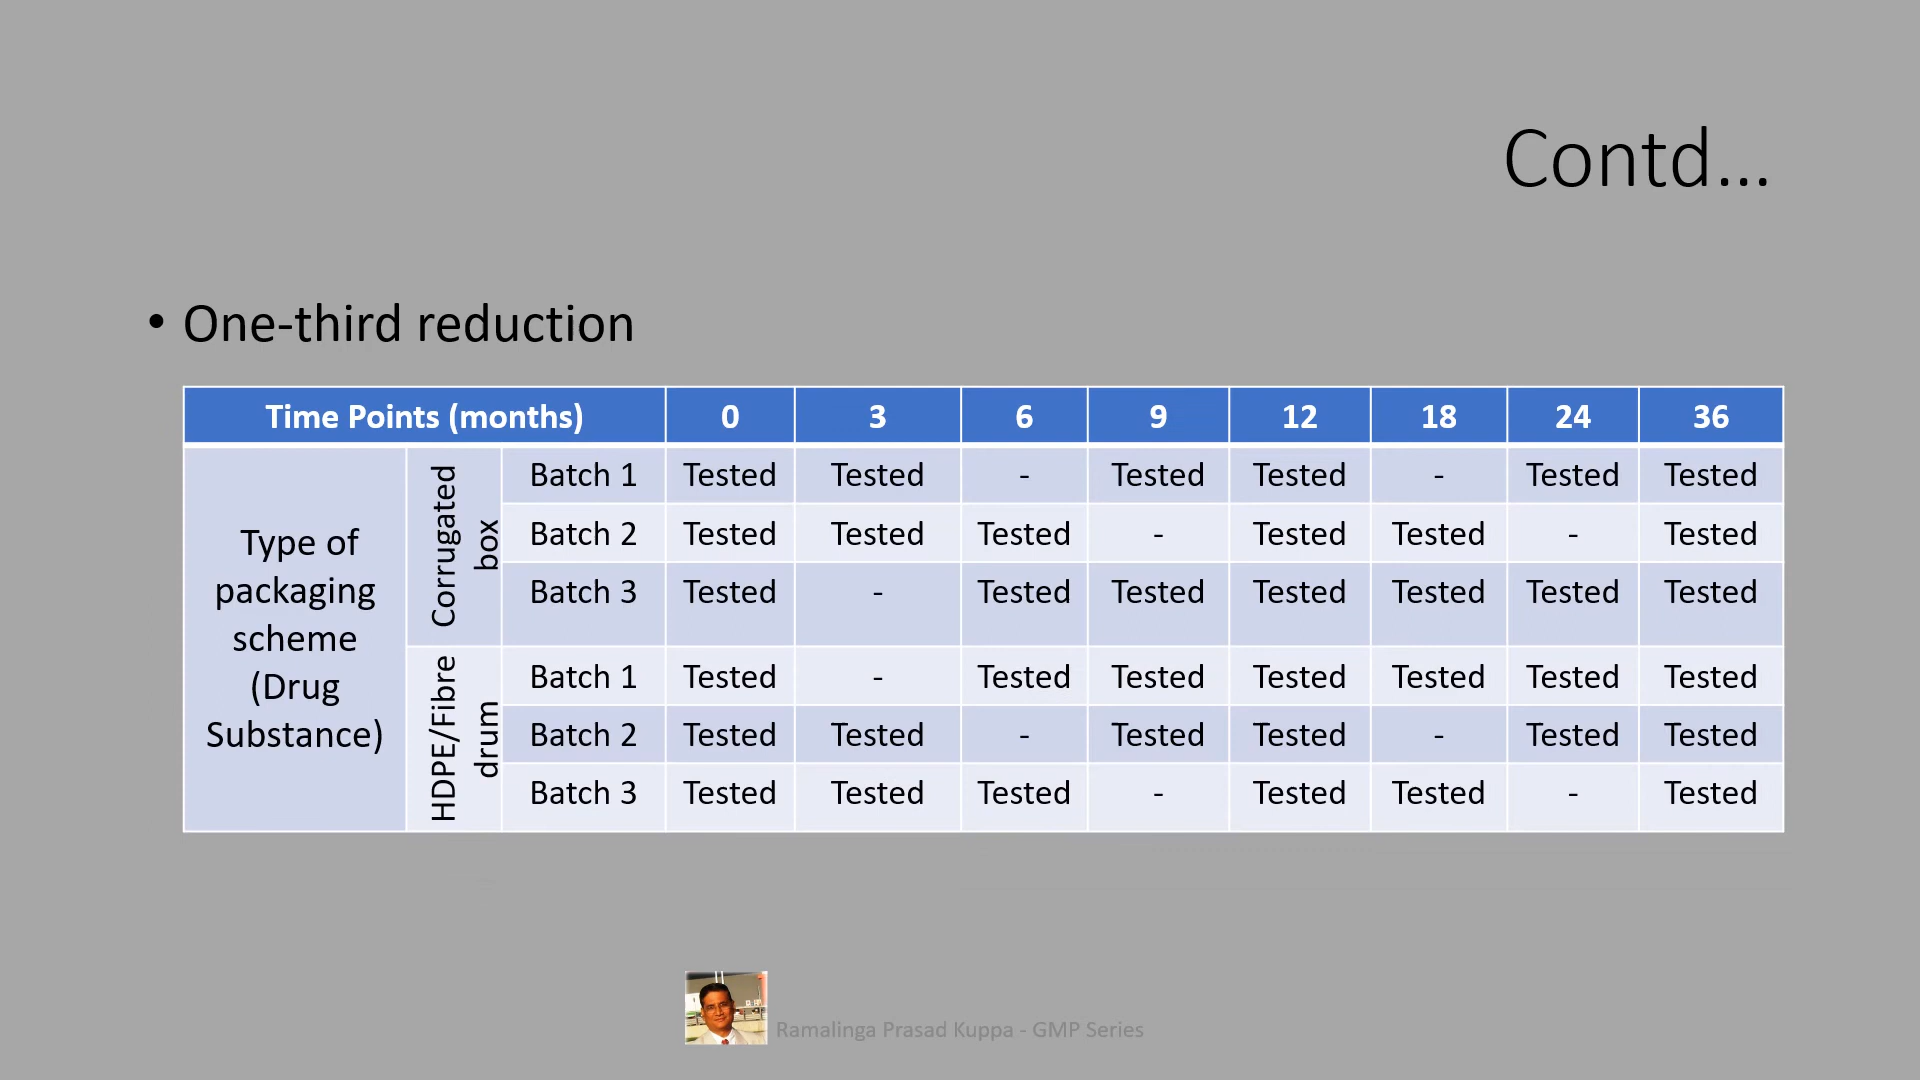 Contd...
• One-third reduction
Time Points (months) 0 3 6 9 12 18 24 36
Type of
packaging
scheme
(Drug
Substance)
Corrugated
box
Batch 1 Tested Tested - Tested Tested - Tested Tested
Batch 2 Tested Tested Tested - Tested Tested - Tested
Batch 3 Tested - Tested Tested Tested Tested Tested Tested
HDPE/Fibre
drum
Batch 1 Tested - Tested Tested Tested Tested Tested Tested
Batch 2 Tested Tested - Tested Tested - Tested Tested
Batch 3 Tested Tested Tested - Tested Tested - Tested
Ramalinga Prasad Kuppa - GMP Series